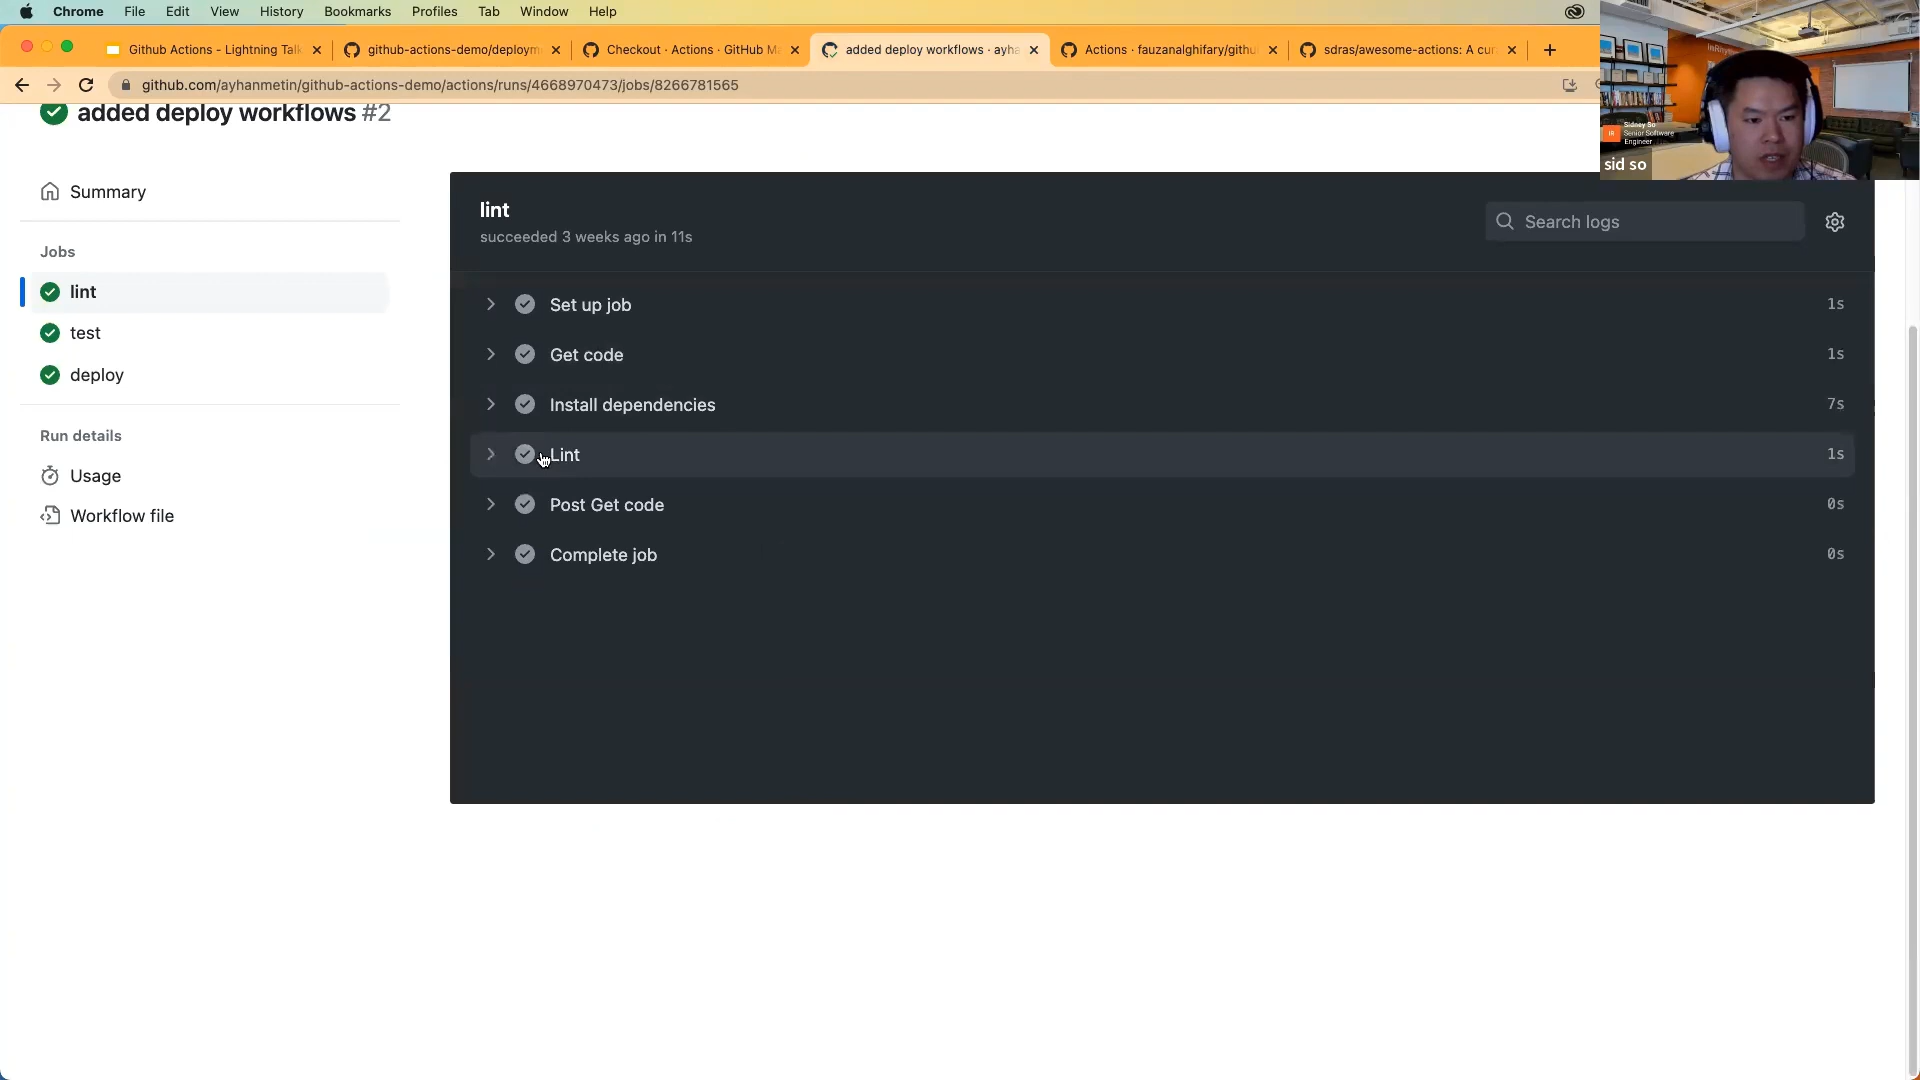 Chrome File Edit View History Bookmarks Profiles Tab Window Help
Github Actions - Lightning Talk
github-actions-demo/deploym
Checkout · Actions · GitHub Ma
added deploy workflows · ayha
Actions · fauzanalghifary/githu
sdras/awesome-actions: A cur
github.com/ayhanmetin/github-actions-demo/actions/runs/4668970473/jobs/8266781565
InRhythm
IR
Sidney So
Senior Software
Engineer
sid so
added deploy workflows #2
Summary
Jobs
lint
test
deploy
Run details
Usage
Workflow file
lint
succeeded 3 weeks ago in 11s
Search logs
Set up job 1s
Get code 1s
Install dependencies 7s
Lint 1s
Post Get code 0s
Complete job 0s